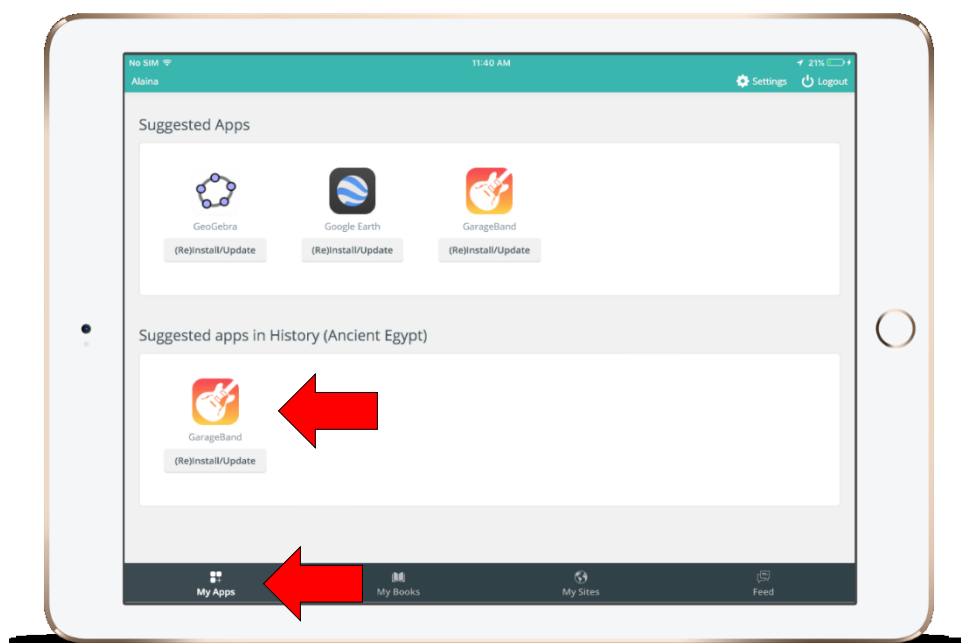 No SIM
11:40 AM
21%
Alaina
Settings
Logout
Suggested Apps
GeoGebra
Google Earth
GarageBand
(Re)Install/Update
(Re)Install/Update
(Re)Install/Update
Suggested apps in History (Ancient Egypt)
GarageBand
(Re)Install/Update
My Apps
My Books
My Sites
Feed